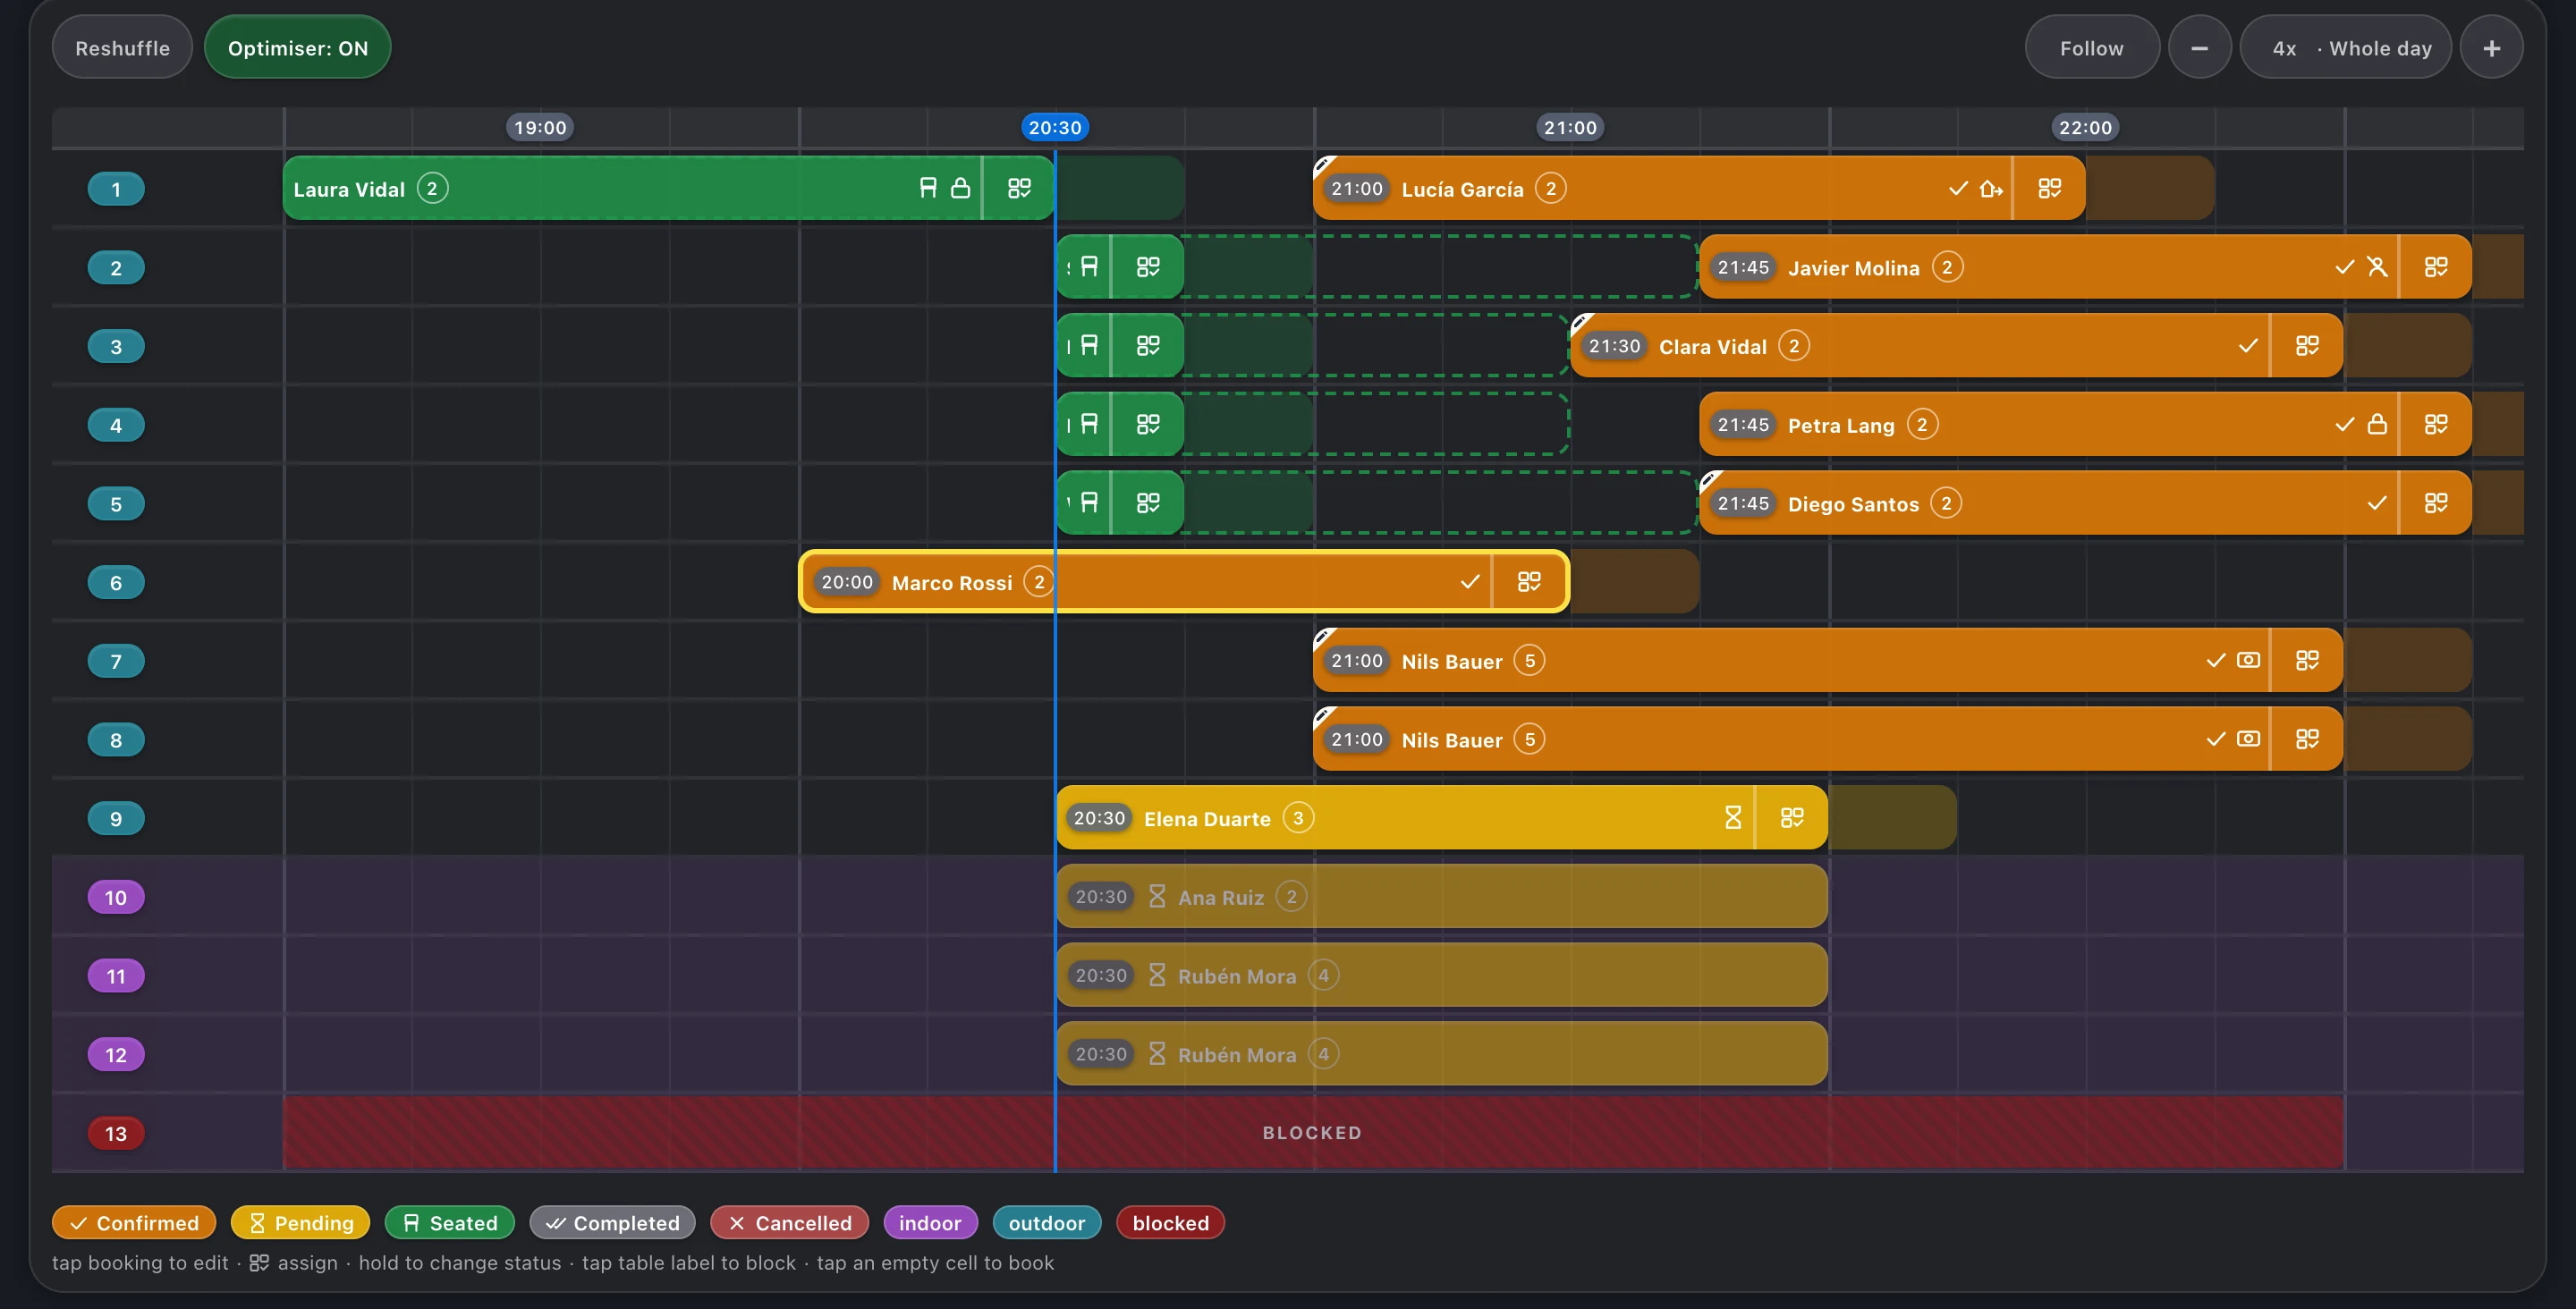 Reshuffle Optimiser: ON Follow − 4x · Whole day +
19:00 20:30 21:00 22:00
1 Laura Vidal 2 21:00 Lucía García 2
2 21:45 Javier Molina 2
3 21:30 Clara Vidal 2
4 21:45 Petra Lang 2
5 21:45 Diego Santos 2
6 20:00 Marco Rossi 2
7 21:00 Nils Bauer 5
8 21:00 Nils Bauer 5
9 20:30 Elena Duarte 3
10 20:30 Ana Ruiz 2
11 20:30 Rubén Mora 4
12 20:30 Rubén Mora 4
13 BLOCKED
Confirmed Pending Seated Completed Cancelled indoor outdoor blocked
tap booking to edit · assign · hold to change status · tap table label to block · tap an empty cell to book